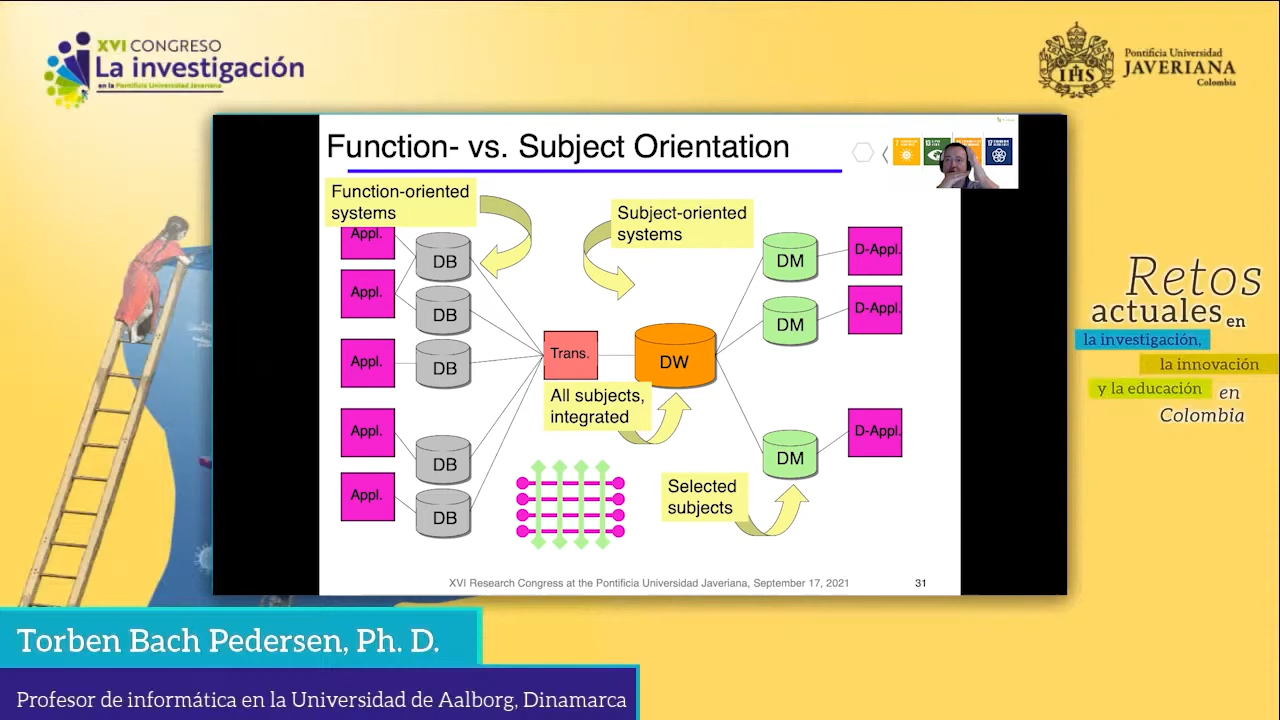 XVI CONGRESO
La investigación
en la Pontificia Universidad Javeriana
Pontificia Universidad
JAVERIANA
Colombia
IHS
Function- vs. Subject Orientation
Function-oriented
systems
Subject-oriented
systems
Appl.
Appl.
Appl.
Appl.
Appl.
DB
DB
DB
DB
DB
Trans.
DW
All subjects,
integrated
DM
DM
DM
D-Appl.
D-Appl.
D-Appl.
Selected
subjects
XVI Research Congress at the Pontificia Universidad Javeriana, September 17, 2021
31
Retos
actuales en
la investigación,
la innovación
y la educación en
Colombia
Torben Bach Pedersen, Ph. D.
Profesor de informática en la Universidad de Aalborg, Dinamarca